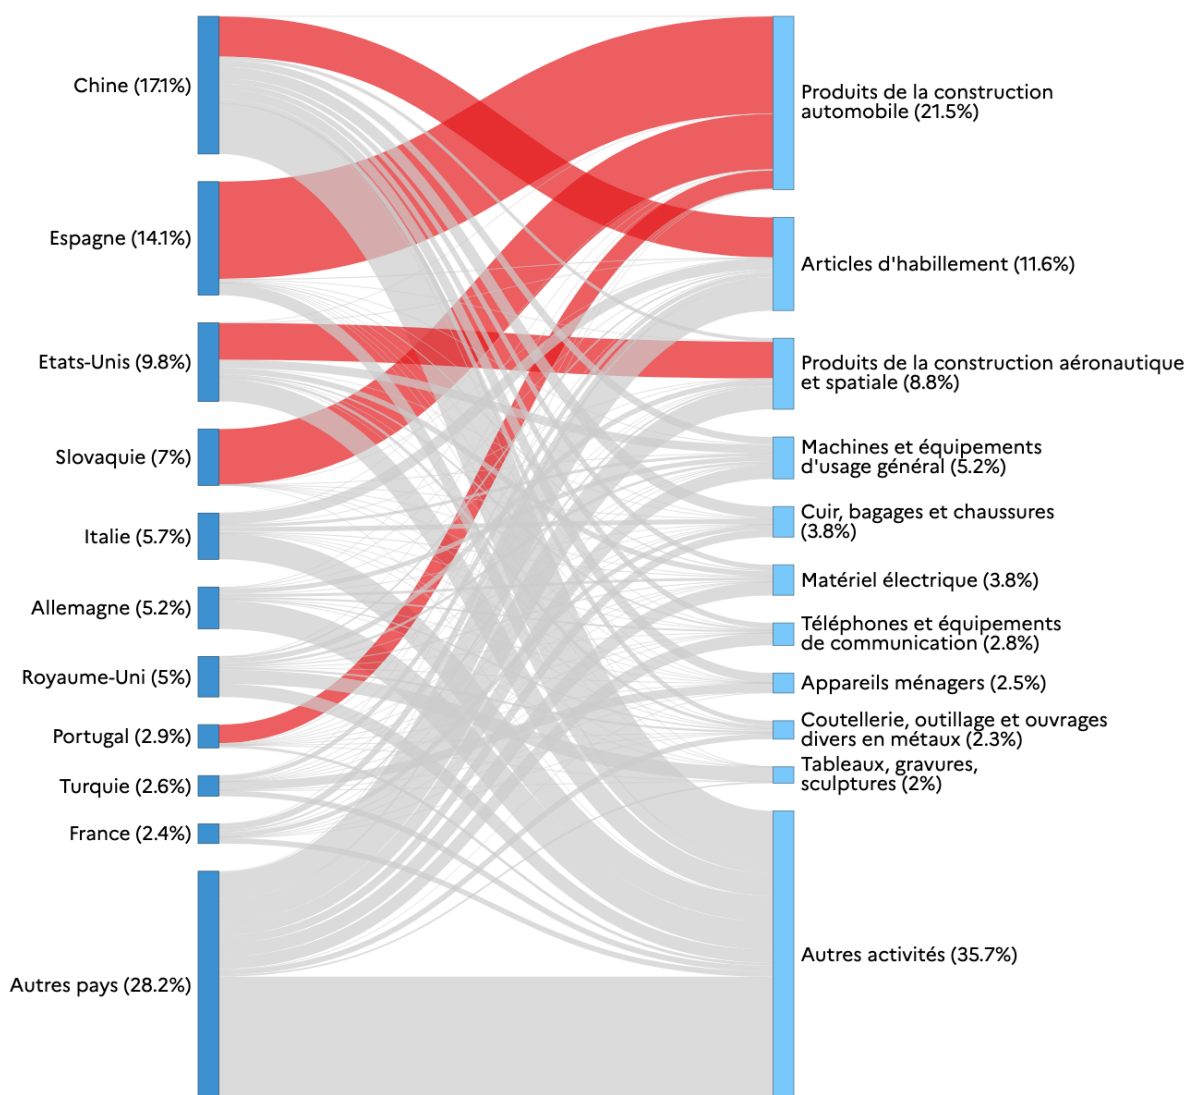 Chine (17.1%)
Espagne (14.1%)
Etats-Unis (9.8%)
Slovaquie (7%)
Italie (5.7%)
Allemagne (5.2%)
Royaume-Uni (5%)
Portugal (2.9%)
Turquie (2.6%)
France (2.4%)
Autres pays (28.2%)
Produits de la construction
automobile (21.5%)
Articles d'habillement (11.6%)
Produits de la construction aéronautique
et spatiale (8.8%)
Machines et équipements
d'usage général (5.2%)
Cuir, bagages et chaussures
(3.8%)
Matériel électrique (3.8%)
Téléphones et équipements
de communication (2.8%)
Appareils ménagers (2.5%)
Coutellerie, outillage et ouvrages
divers en métaux (2.3%)
Tableaux, gravures,
sculptures (2%)
Autres activités (35.7%)